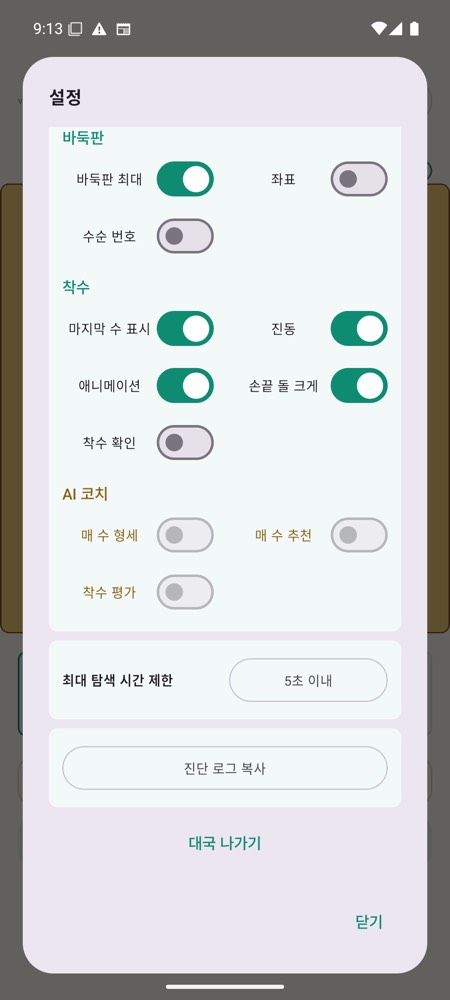 9:13
설정
바둑판
바둑판 최대 좌표
수순 번호
착수
마지막 수 표시 진동
애니메이션 손끝 돌 크게
착수 확인
AI 코치
매 수 형세 매 수 추천
착수 평가
최대 탐색 시간 제한 5초 이내
진단 로그 복사
대국 나가기
닫기